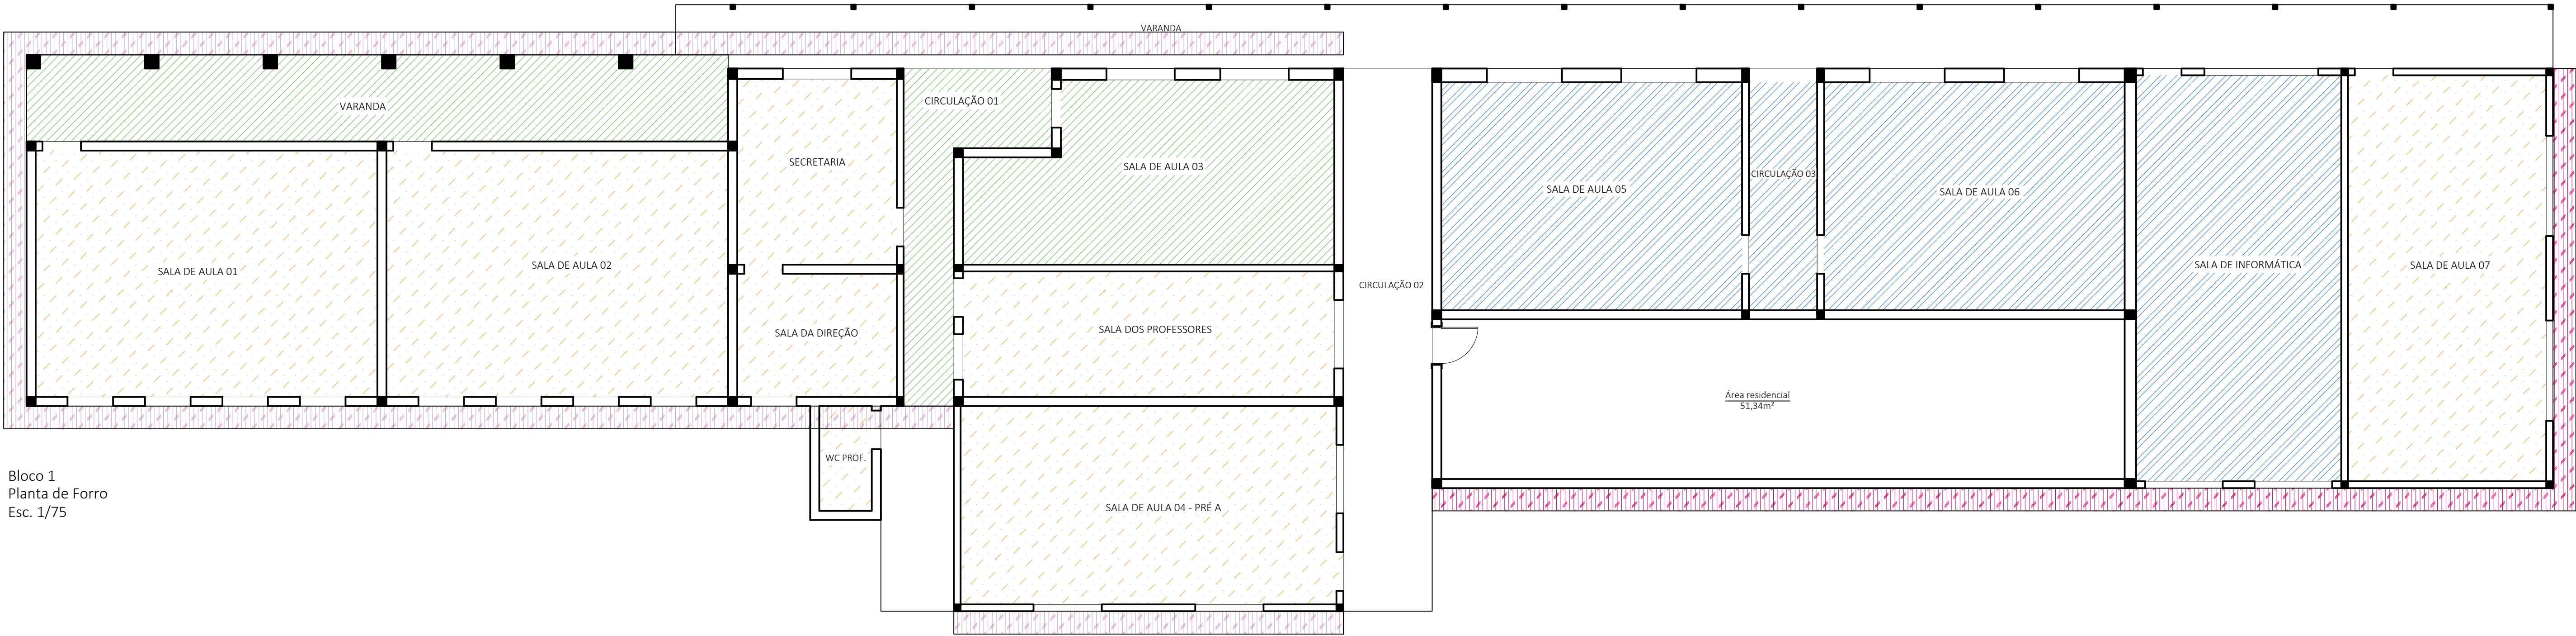 VARANDA
VARANDA
CIRCULAÇÃO 01
SECRETARIA
SALA DE AULA 03
CIRCULAÇÃO 03
SALA DE AULA 05
SALA DE AULA 06
SALA DE AULA 01
SALA DE AULA 02
SALA DE INFORMÁTICA
SALA DE AULA 07
CIRCULAÇÃO 02
SALA DA DIREÇÃO
SALA DOS PROFESSORES
Área residencial
51,34m²
WC PROF.
SALA DE AULA 04 - PRÉ A
Bloco 1
Planta de Forro
Esc. 1/75